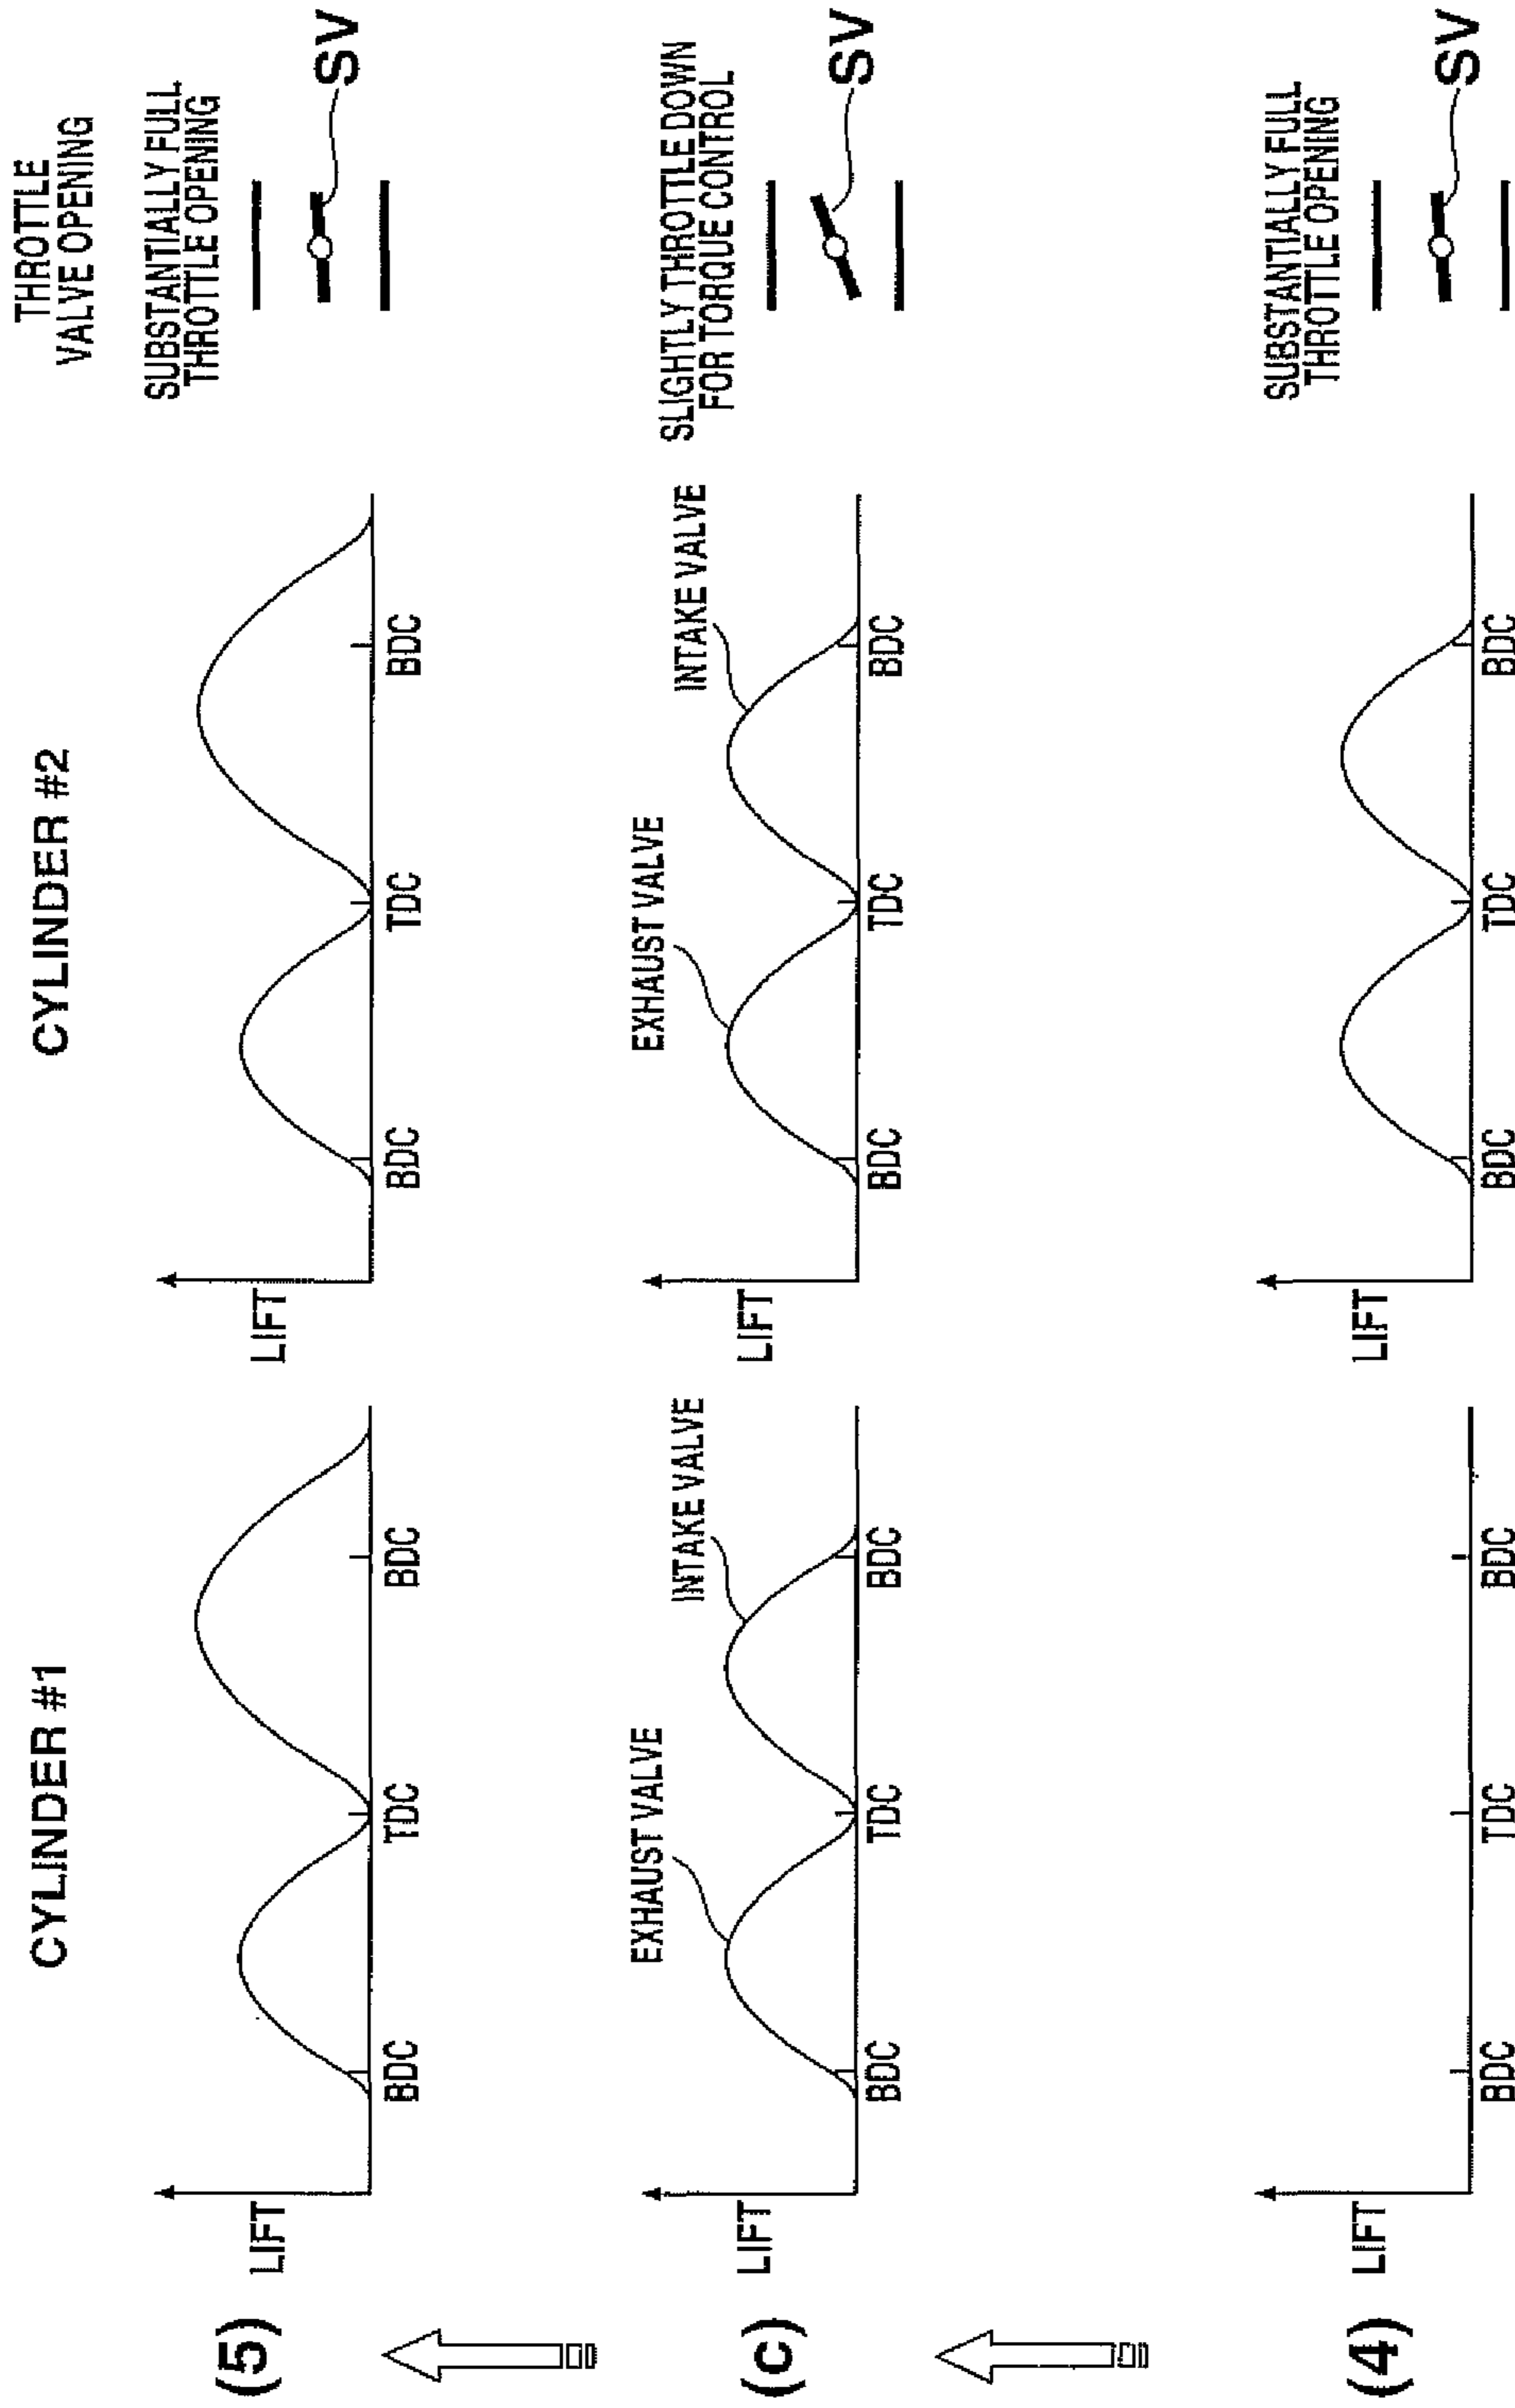 CYLINDER #1
CYLINDER #2
THROTTLE
VALVE OPENING
(5)
LIFT
BDC
TDC
BDC
LIFT
BDC
TDC
BDC
SUBSTANTIALLY FULL
THROTTLE OPENING
SV
(c)
LIFT
EXHAUST VALVE
INTAKE VALVE
BDC
TDC
BDC
LIFT
EXHAUST VALVE
INTAKE VALVE
BDC
TDC
BDC
SLIGHTLY THROTTLE DOWN
FOR TORQUE CONTROL
SV
(4)
LIFT
BDC
TDC
BDC
LIFT
BDC
TDC
BDC
SUBSTANTIALLY FULL
THROTTLE OPENING
SV